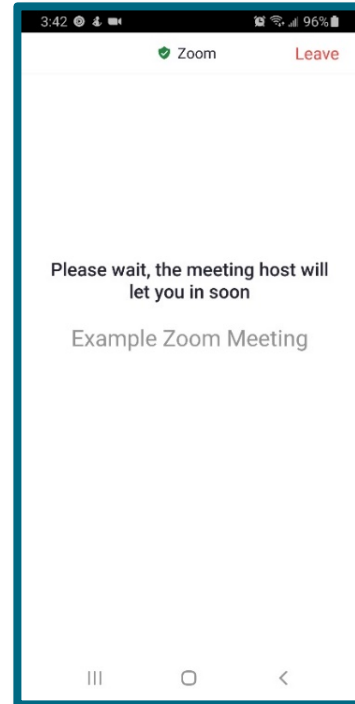 3:42 96%
Zoom Leave
Please wait, the meeting host will
let you in soon
Example Zoom Meeting